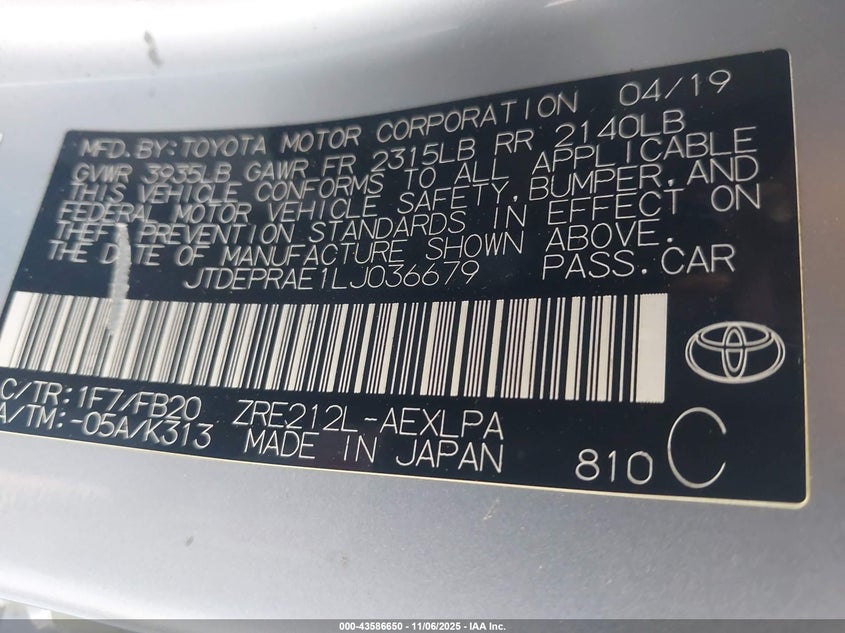 MFD.BY:TOYOTA MOTOR CORPORATION 04/19
GVWR 3935LB GAWR FR 2315LB RR 2140LB
THIS VEHICLE CONFORMS TO ALL APPLICABLE
FEDERAL MOTOR VEHICLE SAFETY,BUMPER,AND
THEFT PREVENTION STANDARDS IN EFFECT ON
THE DATE OF MANUFACTURE SHOWN ABOVE.
JTDEPRAE1LJ036679 PASS.CAR
C/TR:1F7/FB20 ZRE212L-AEXLPA
A/TM:-05A/K313 MADE IN JAPAN 810 C
000-43586650 | 11/06/2025 - IAA Inc.